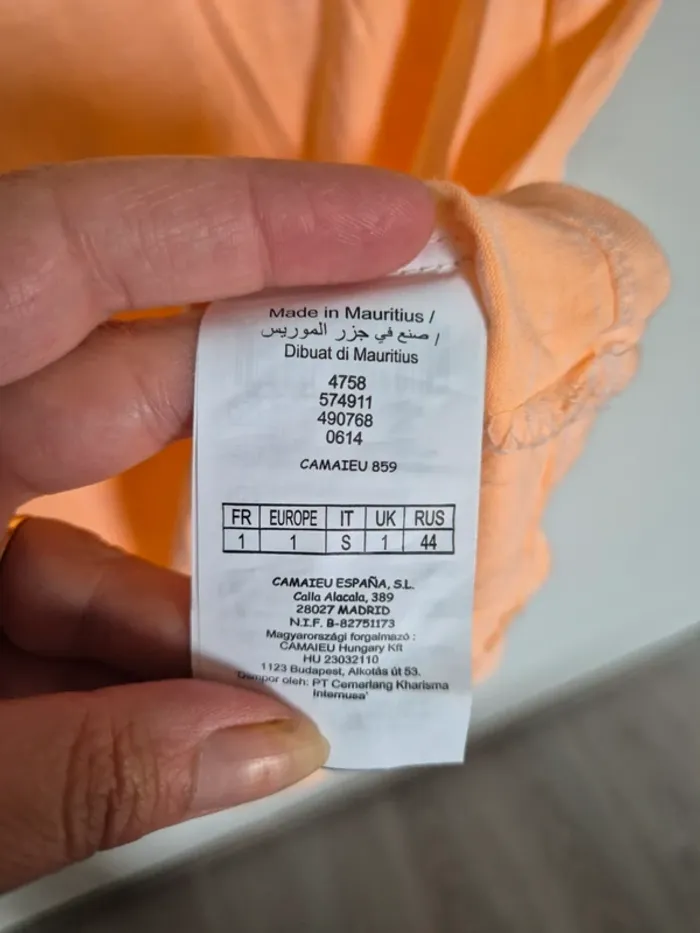 Made in Mauritius /
صنع في جزر الموريس /
Dibuat di Mauritius
4758
574911
490768
0614
CAMAIEU 859
FR EUROPE IT UK RUS
1 1 S 1 44
CAMAIEU ESPAÑA, S.L.
Calla Alacala, 389
28027 MADRID
N.I.F. B-82751173
Magyarországi forgalmazó :
CAMAIEU Hungary Kft
HU 23032110
1123 Budapest, Alkotás út 53.
oleh: PT Cemerlang Kharisma
Internusa'